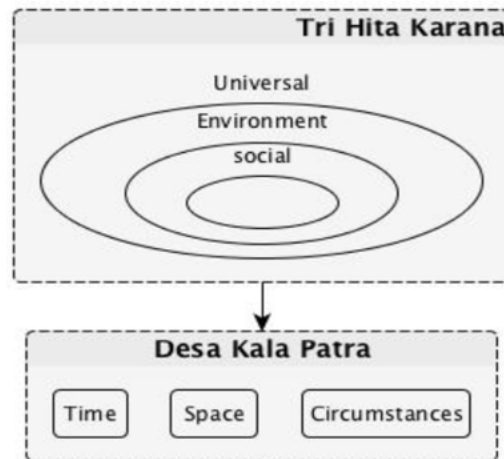 Tri Hita Karana
Universal
Environment
social
Desa Kala Patra
Time Space Circumstances